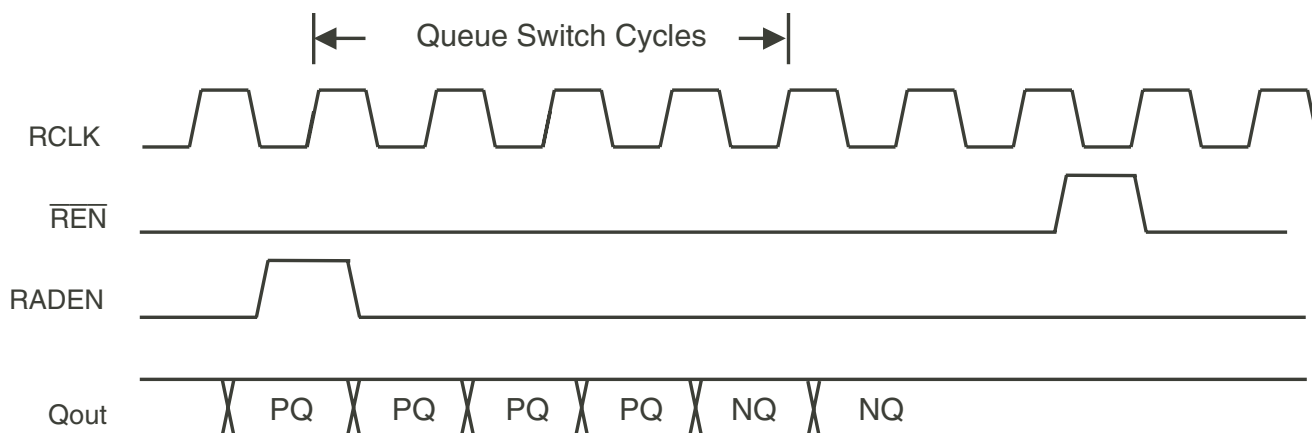 Queue Switch Cycles
RCLK
REN
RADEN
Qout PQ PQ PQ PQ NQ NQ